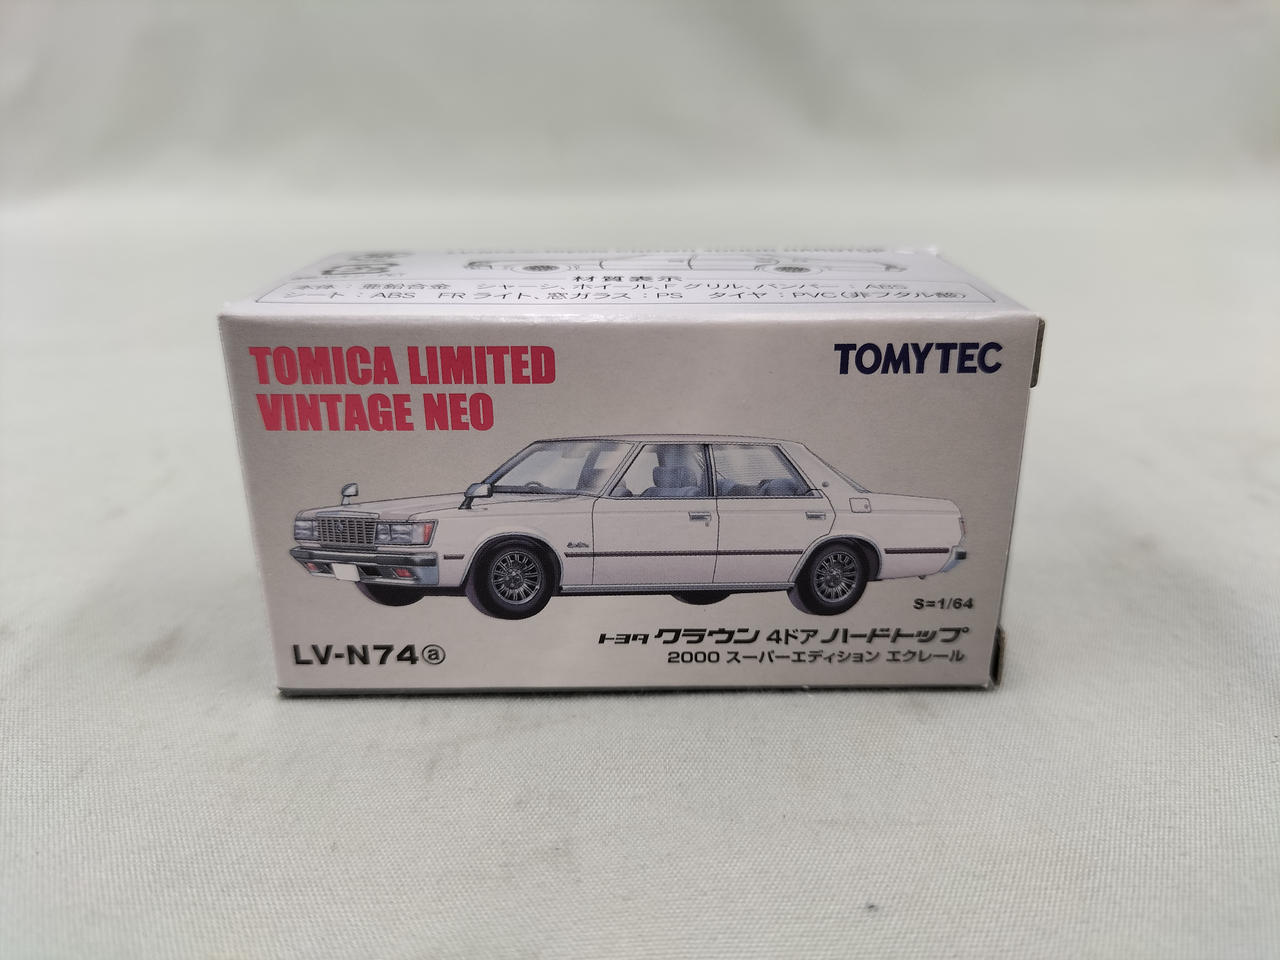 材質表示
本体：亜鉛合金　シャーシ、ホイール、Fグリル、バンパー：ABS
シート：ABS　FRライト、窓ガラス：PS　タイヤ：PVC(非フタル酸)
TOMICA LIMITED
VINTAGE NEO
TOMYTEC
S=1/64
LV-N74ⓐ
トヨタ クラウン 4ドアハードトップ
2000 スーパーエディション エクレール